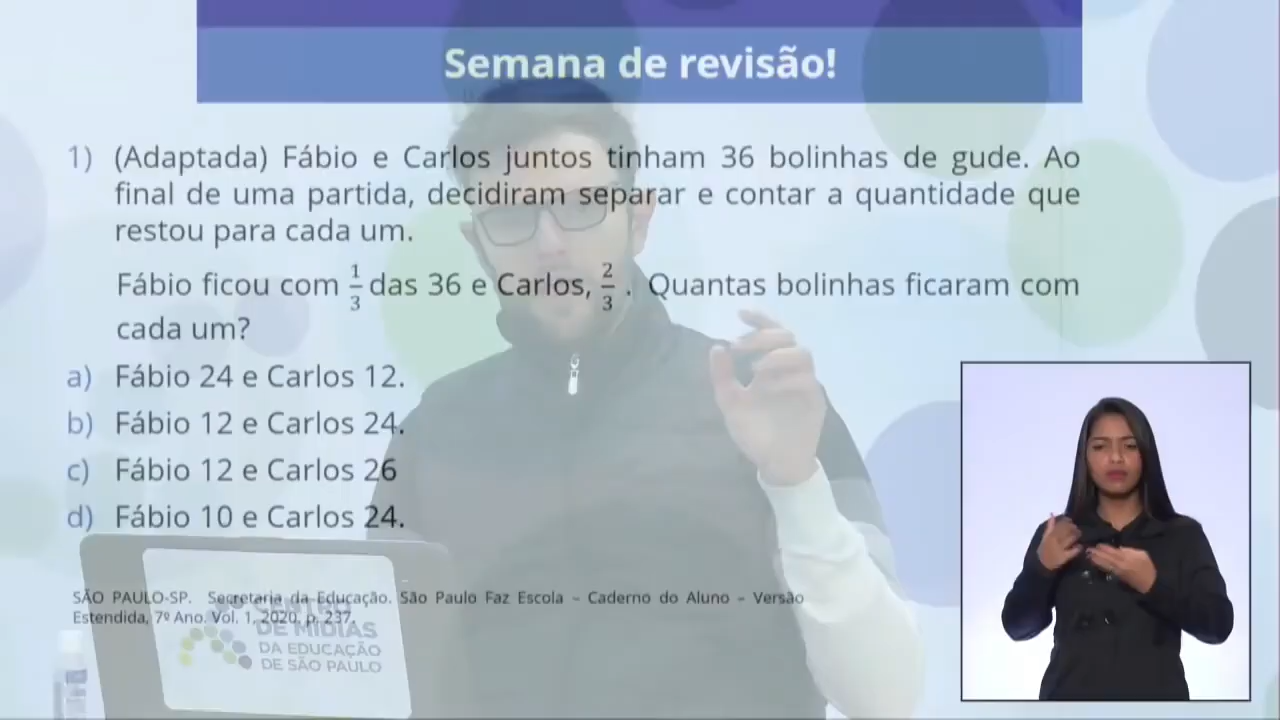 Semana de revisão!
1) (Adaptada) Fábio e Carlos juntos tinham 36 bolinhas de gude. Ao
final de uma partida, decidiram separar e contar a quantidade que
restou para cada um.
Fábio ficou com 1/3 das 36 e Carlos, 2/3 . Quantas bolinhas ficaram com
cada um?
a) Fábio 24 e Carlos 12.
b) Fábio 12 e Carlos 24.
c) Fábio 12 e Carlos 26
d) Fábio 10 e Carlos 24.
SÃO PAULO-SP. Secretaria da Educação. São Paulo Faz Escola – Caderno do Aluno – Versão
Estendida, 7º Ano. Vol. 1, 2020. p. 237.
CENTRO
DE MÍDIAS
DA EDUCAÇÃO
DE SÃO PAULO